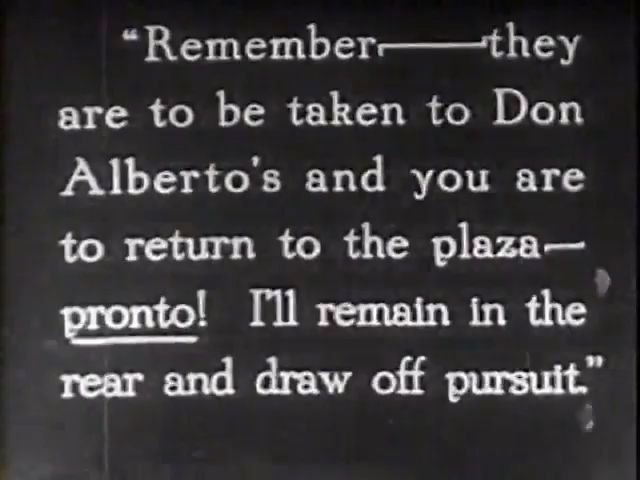 “Remember——they
are to be taken to Don
Alberto's and you are
to return to the plaza—
pronto! I'll remain in the
rear and draw off pursuit.”